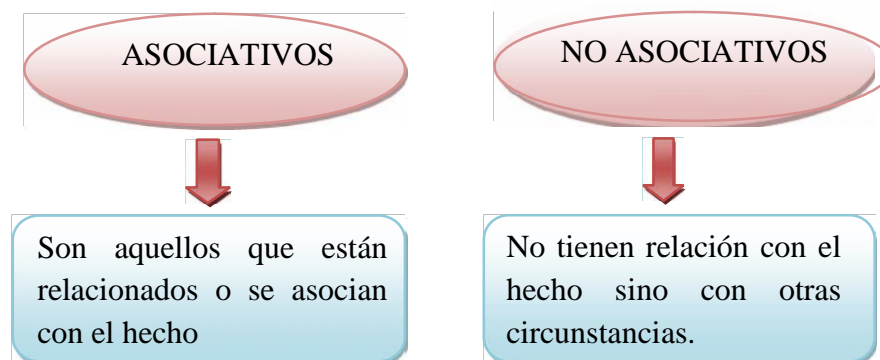 ASOCIATIVOS
NO ASOCIATIVOS
Son aquellos que están
relacionados o se asocian
con el hecho
No tienen relación con el
hecho sino con otras
circunstancias.